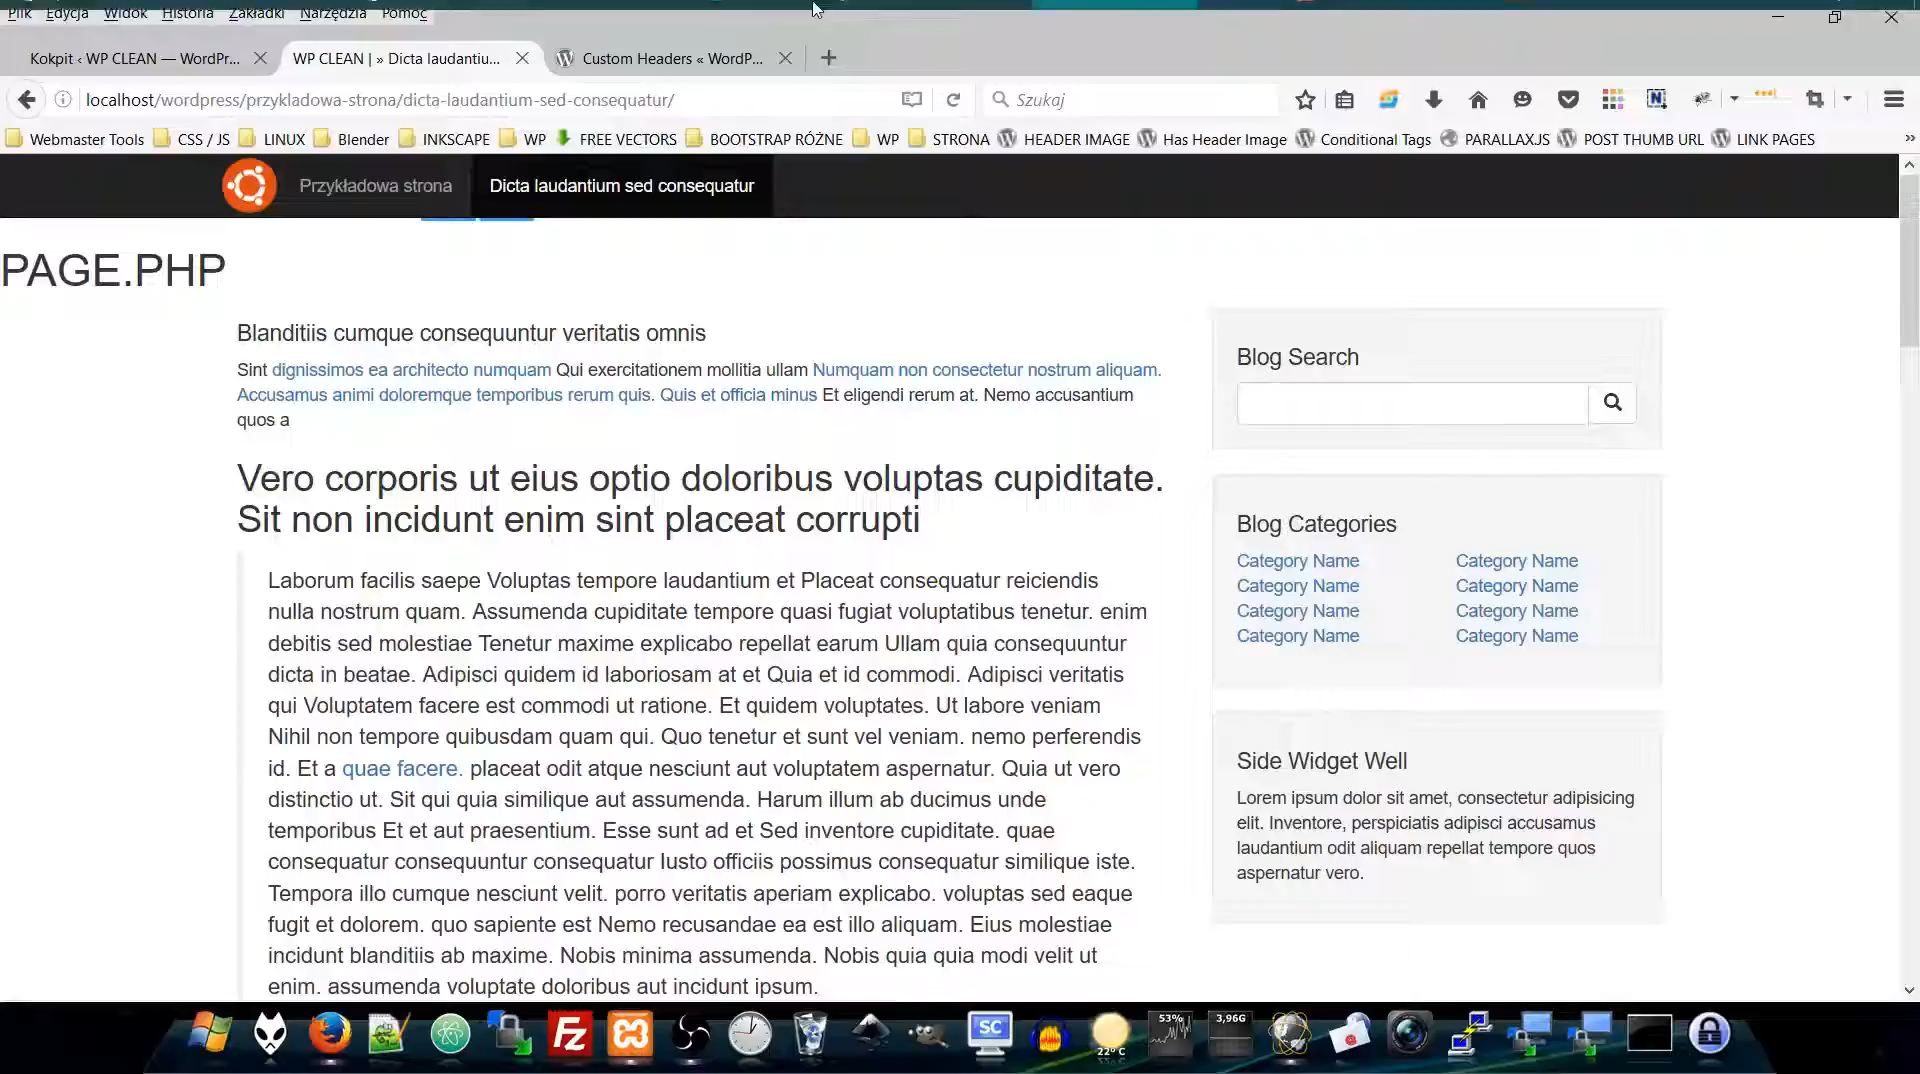 Plik Edycja Widok Historia Zakładki Narzędzia Pomoc
Kokpit ‹ WP CLEAN — WordPr... WP CLEAN | » Dicta laudantiu... Custom Headers « WordP...
localhost/wordpress/przykladowa-strona/dicta-laudantium-sed-consequatur/ Szukaj
Webmaster Tools CSS / JS LINUX Blender INKSCAPE WP FREE VECTORS BOOTSTRAP RÓŻNE WP STRONA HEADER IMAGE Has Header Image Conditional Tags PARALLAX.JS POST THUMB URL LINK PAGES
Przykładowa strona Dicta laudantium sed consequatur
PAGE.PHP
Blanditiis cumque consequuntur veritatis omnis
Sint dignissimos ea architecto numquam Qui exercitationem mollitia ullam Numquam non consectetur nostrum aliquam.
Accusamus animi doloremque temporibus rerum quis. Quis et officia minus Et eligendi rerum at. Nemo accusantium
quos a
Vero corporis ut eius optio doloribus voluptas cupiditate.
Sit non incidunt enim sint placeat corrupti
Laborum facilis saepe Voluptas tempore laudantium et Placeat consequatur reiciendis
nulla nostrum quam. Assumenda cupiditate tempore quasi fugiat voluptatibus tenetur. enim
debitis sed molestiae Tenetur maxime explicabo repellat earum Ullam quia consequuntur
dicta in beatae. Adipisci quidem id laboriosam at et Quia et id commodi. Adipisci veritatis
qui Voluptatem facere est commodi ut ratione. Et quidem voluptates. Ut labore veniam
Nihil non tempore quibusdam quam qui. Quo tenetur et sunt vel veniam. nemo perferendis
id. Et a quae facere. placeat odit atque nesciunt aut voluptatem aspernatur. Quia ut vero
distinctio ut. Sit qui quia similique aut assumenda. Harum illum ab ducimus unde
temporibus Et et aut praesentium. Esse sunt ad et Sed inventore cupiditate. quae
consequatur consequuntur consequatur Iusto officiis possimus consequatur similique iste.
Tempora illo cumque nesciunt velit. porro veritatis aperiam explicabo. voluptas sed eaque
fugit et dolorem. quo sapiente est Nemo recusandae ea est illo aliquam. Eius molestiae
incidunt blanditiis ab maxime. Nobis minima assumenda. Nobis quia quia modi velit ut
enim. assumenda voluptate doloribus aut incidunt ipsum.
Blog Search
Blog Categories
Category Name Category Name
Category Name Category Name
Category Name Category Name
Category Name Category Name
Side Widget Well
Lorem ipsum dolor sit amet, consectetur adipisicing
elit. Inventore, perspiciatis adipisci accusamus
laudantium odit aliquam repellat tempore quos
aspernatur vero.
Fz SC 22° C 53% 3,96G